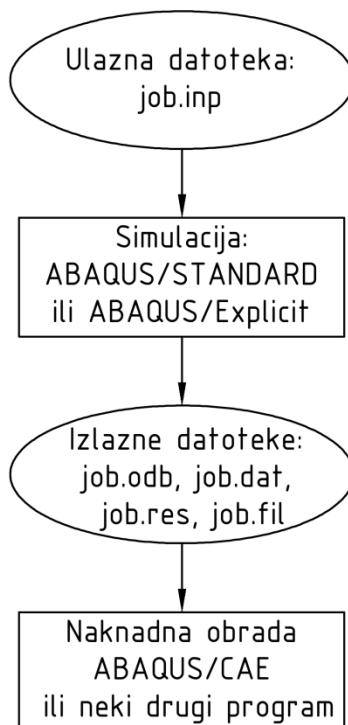 Ulazna datoteka:
job.inp
Simulacija:
ABAQUS/STANDARD
ili ABAQUS/Explicit
Izlazne datoteke:
job.odb, job.dat,
job.res, job.fil
Naknadna obrada
ABAQUS/CAE
ili neki drugi program